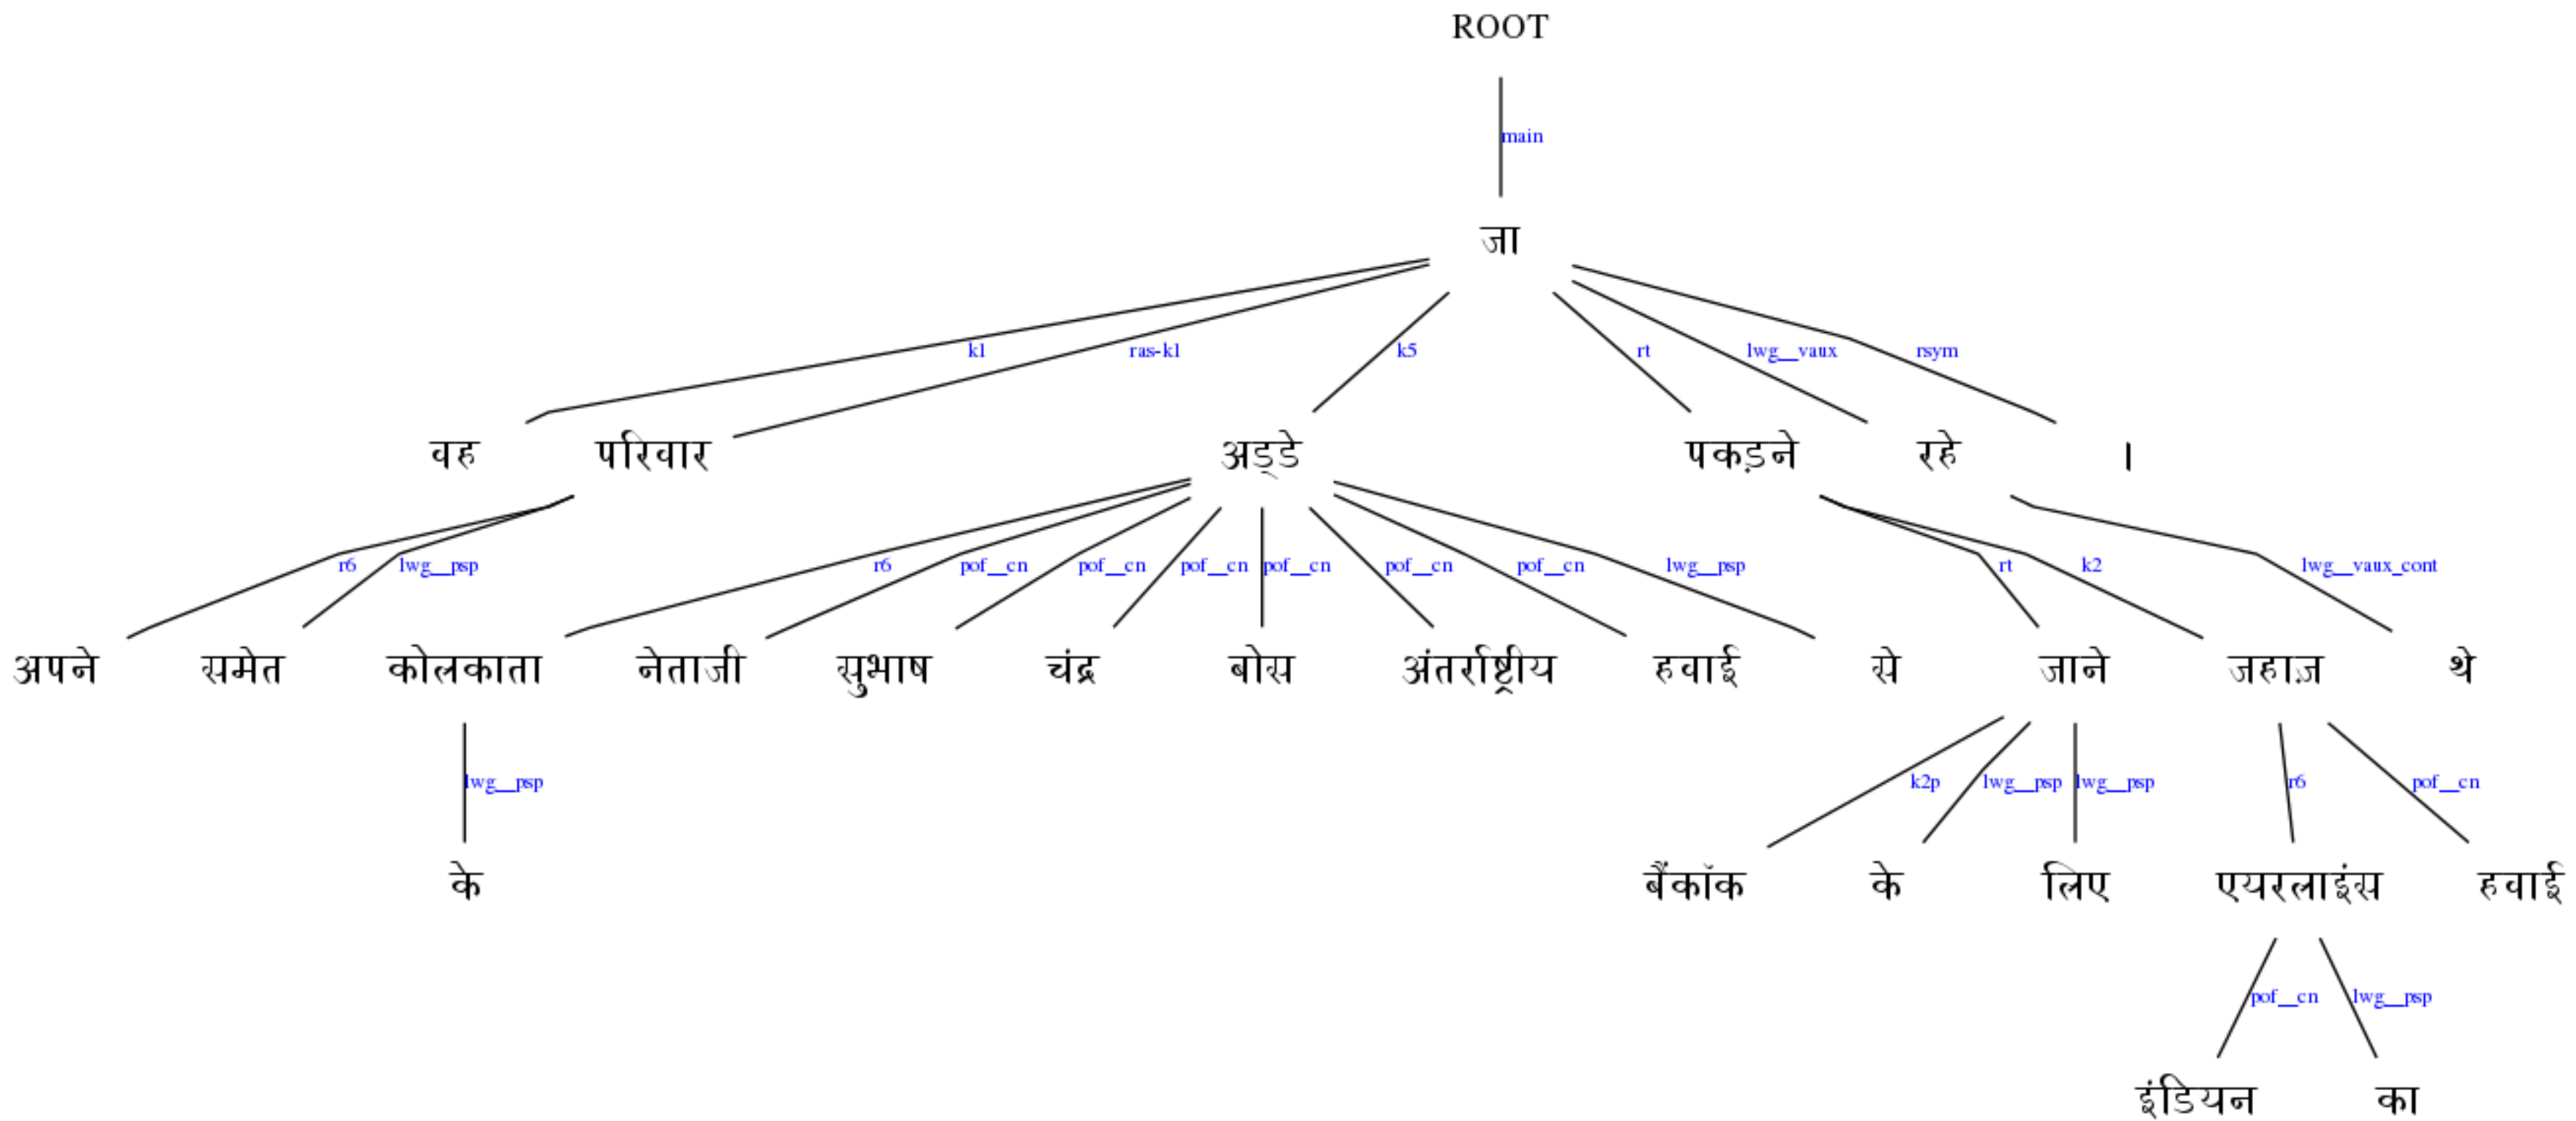 ROOT
main
जा
k1 ras-k1 k5 rt lwg__vaux rsym
वह परिवार अड्डे पकड़ने रहे ।
r6 lwg__psp r6 pof__cn pof__cn pof__cn pof__cn pof__cn pof__cn lwg__psp rt k2 lwg__vaux_cont
अपने समेत कोलकाता नेताजी सुभाष चंद्र बोस अंतर्राष्ट्रीय हवाई से जाने जहाज़ थे
lwg__psp k2p lwg__psp lwg__psp r6 pof__cn
के बैंकॉक के लिए एयरलाइंस हवाई
pof__cn lwg__psp
इंडियन का